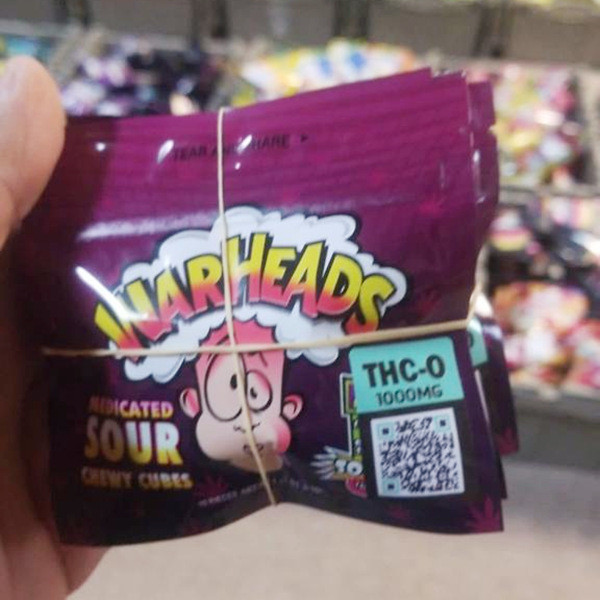 TEAR AND SHARE
WARHEADS
THC-O
1000MG
MEDICATED
SOUR
CHEWY CUBES